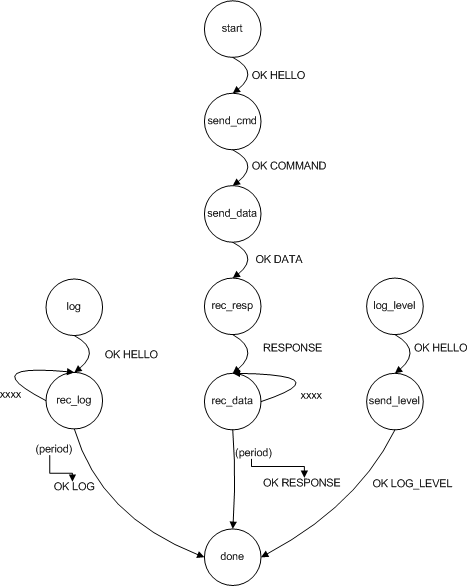 start
OK HELLO
send_cmd
OK COMMAND
send_data
OK DATA
log
rec_resp
log_level
OK HELLO
RESPONSE
OK HELLO
xxxx
rec_log
rec_data
xxxx
send_level
(period)
OK LOG
(period)
OK RESPONSE
OK LOG_LEVEL
done